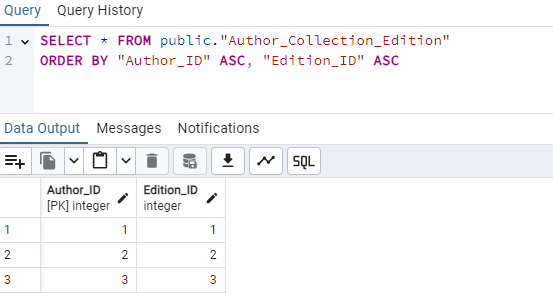 Query Query History
1 SELECT * FROM public."Author_Collection_Edition"
2 ORDER BY "Author_ID" ASC, "Edition_ID" ASC
Data Output Messages Notifications
SQL
Author_ID Edition_ID
[PK] integer integer
1 1 1
2 2 2
3 3 3